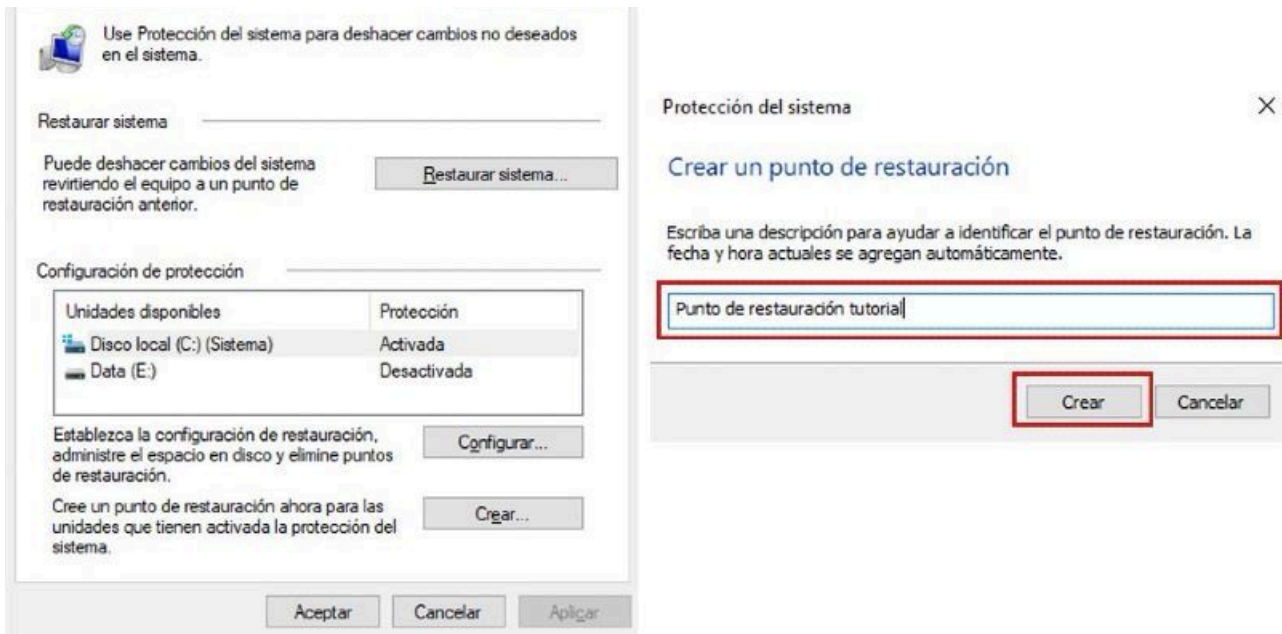 Use Protección del sistema para deshacer cambios no deseados
en el sistema.
Restaurar sistema
Puede deshacer cambios del sistema
revirtiendo el equipo a un punto de
restauración anterior.
Restaurar sistema...
Configuración de protección
Unidades disponibles Protección
Disco local (C:) (Sistema) Activada
Data (E:) Desactivada
Establezca la configuración de restauración,
administre el espacio en disco y elimine puntos
de restauración.
Configurar...
Cree un punto de restauración ahora para las
unidades que tienen activada la protección del
sistema.
Crear...
Aceptar Cancelar Aplicar
Protección del sistema
Crear un punto de restauración
Escriba una descripción para ayudar a identificar el punto de restauración. La
fecha y hora actuales se agregan automáticamente.
Punto de restauración tutorial
Crear Cancelar